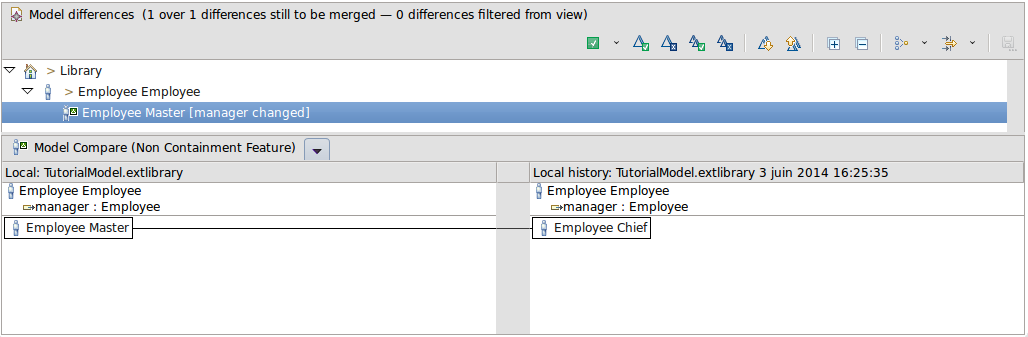 Model differences (1 over 1 differences still to be merged — 0 differences filtered from view)
> Library
> Employee Employee
Employee Master [manager changed]
Model Compare (Non Containment Feature)
Local: TutorialModel.extlibrary
Local history: TutorialModel.extlibrary 3 juin 2014 16:25:35
Employee Employee
Employee Employee
manager : Employee
manager : Employee
Employee Master
Employee Chief